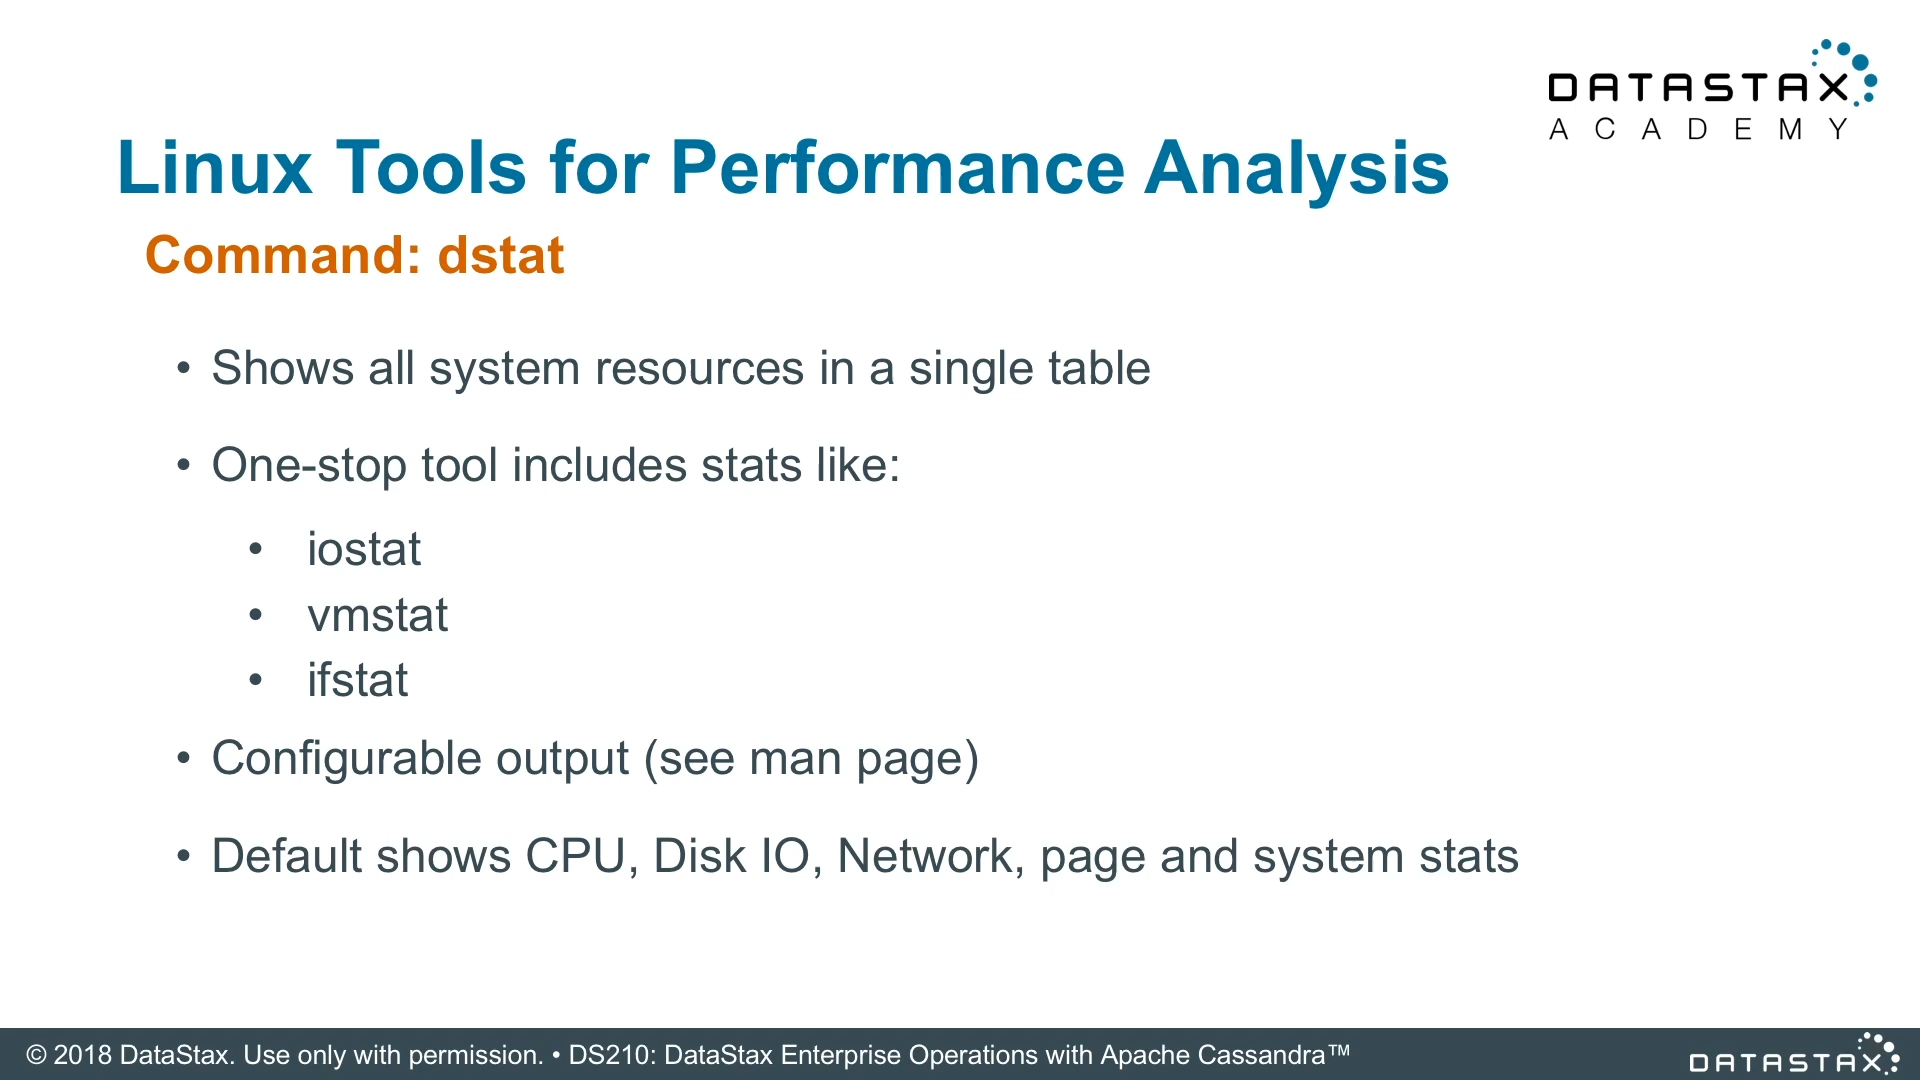 DATASTAX
ACADEMY
Linux Tools for Performance Analysis
Command: dstat
• Shows all system resources in a single table
• One-stop tool includes stats like:
• iostat
• vmstat
• ifstat
• Configurable output (see man page)
• Default shows CPU, Disk IO, Network, page and system stats
© 2018 DataStax. Use only with permission. • DS210: DataStax Enterprise Operations with Apache Cassandra™
DATASTAX